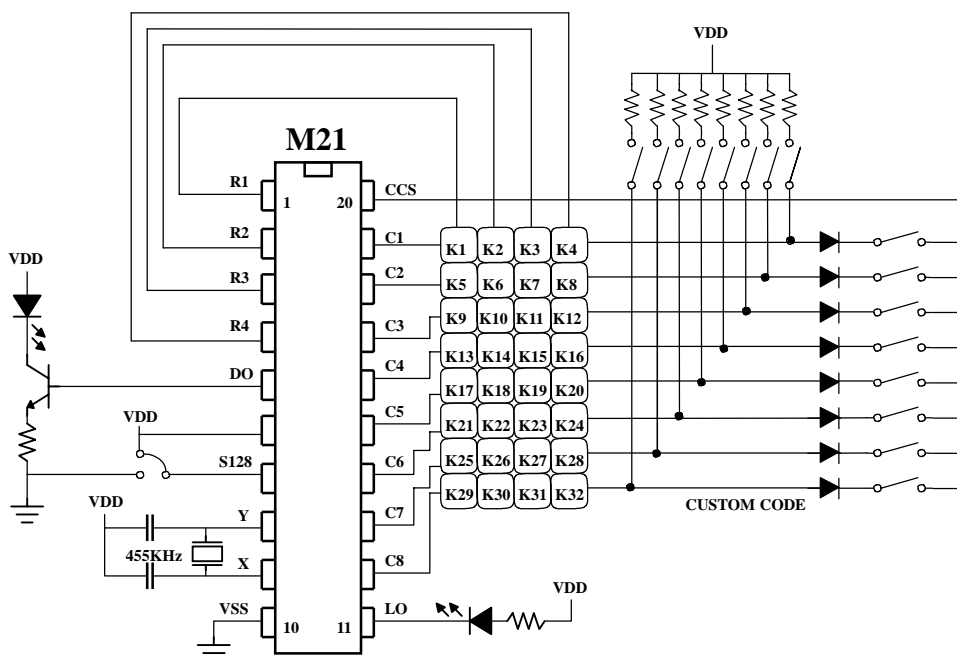 VDD
M21
R1
CCS
1
20
R2
C1
K1 K2 K3 K4
VDD
R3
C2
K5 K6 K7 K8
R4
C3
K9 K10 K11 K12
DO
C4
K13 K14 K15 K16
VDD
C5
K17 K18 K19 K20
S128
C6
K21 K22 K23 K24
K25 K26 K27 K28
VDD
Y
C7
K29 K30 K31 K32
CUSTOM CODE
455KHz
X
C8
VSS
LO
VDD
10
11